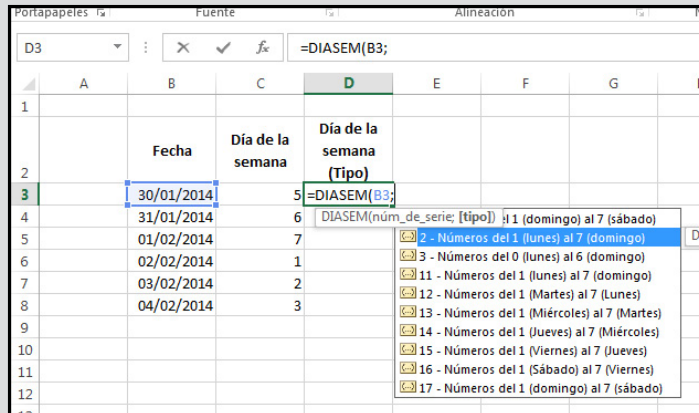 Portapapeles Fuente Alineación
D3 fx =DIASEM(B3;
A B C D E F G
1
2 Fecha Día de la semana Día de la semana (Tipo)
3 30/01/2014 5 =DIASEM(B3;
DIASEM(núm_de_serie; [tipo])
4 31/01/2014 6 1 (domingo) al 7 (sábado)
5 01/02/2014 7 2 - Números del 1 (lunes) al 7 (domingo) D
6 02/02/2014 1 3 - Números del 0 (lunes) al 6 (domingo)
7 03/02/2014 2 11 - Números del 1 (lunes) al 7 (domingo)
8 04/02/2014 3 12 - Números del 1 (Martes) al 7 (Lunes)
9 13 - Números del 1 (Miércoles) al 7 (Martes)
14 - Números del 1 (Jueves) al 7 (Miércoles)
10 15 - Números del 1 (Viernes) al 7 (Jueves)
11 16 - Números del 1 (Sábado) al 7 (Viernes)
12 17 - Números del 1 (domingo) al 7 (sábado)